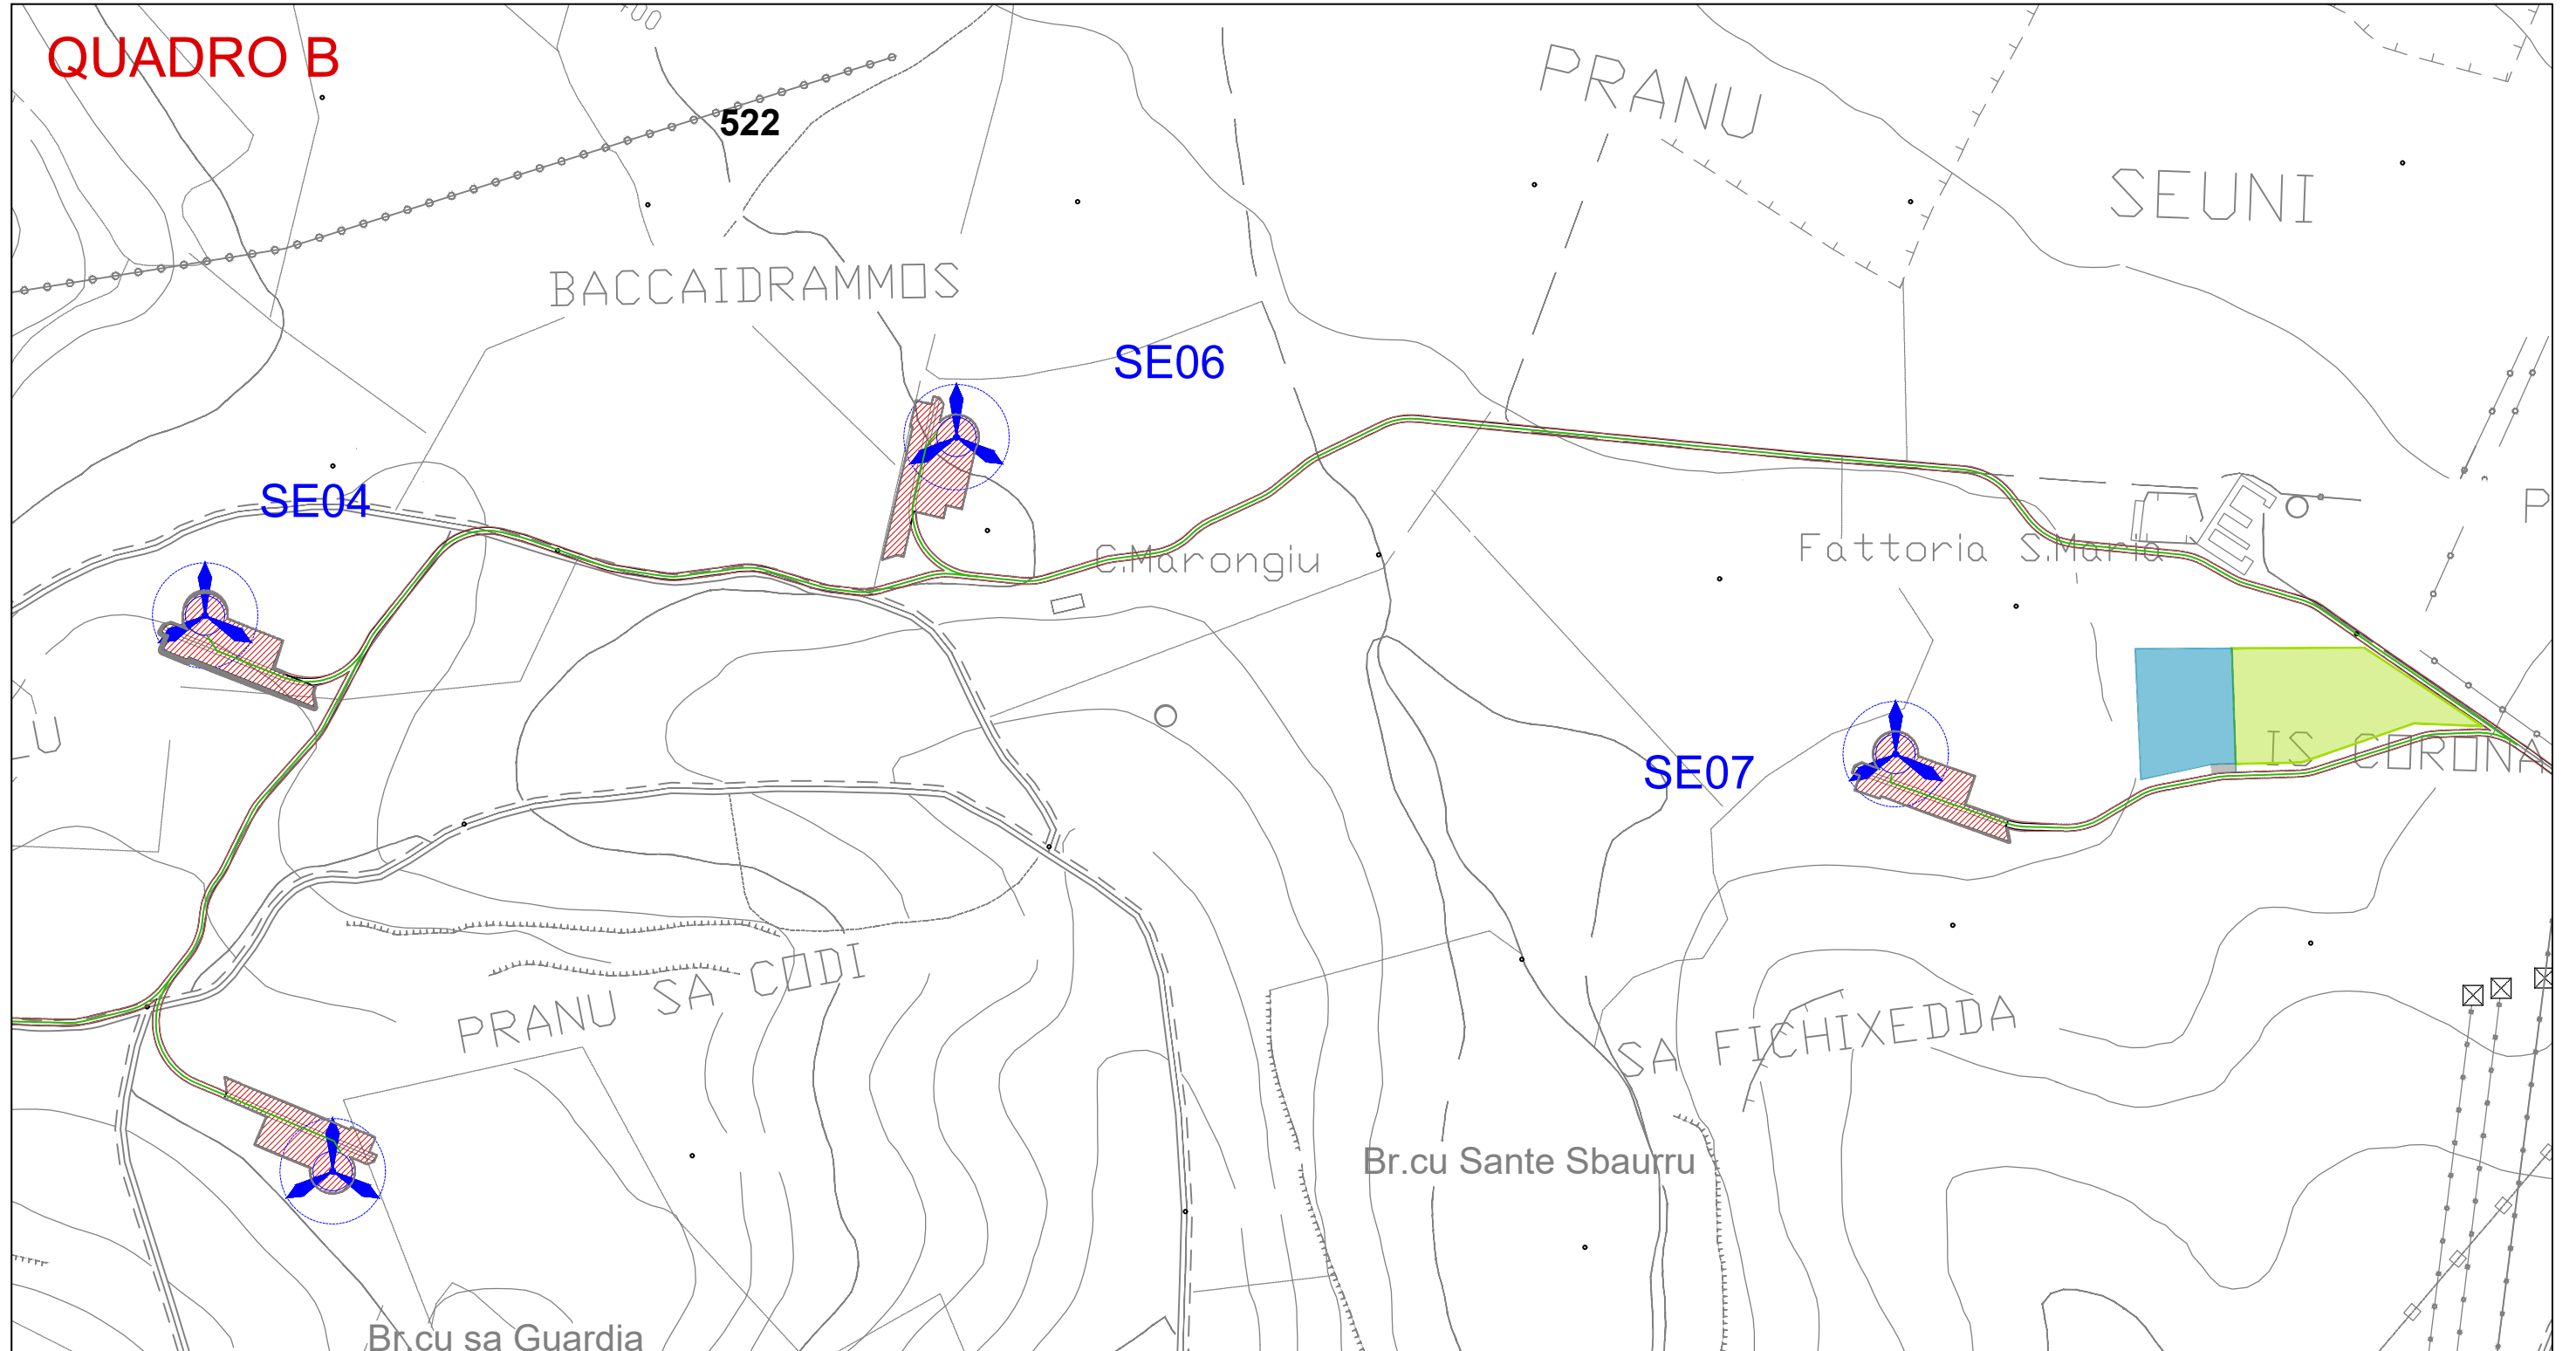 QUADRO B
522
PRANU
SEUNI
BACCAIDRAMMOS
SE06
SE04
C.Marongiu
Fattoria S.Maria
P
U
SE07
IS CORONA
PRANU SA CODI
SA FICHIXEDDA
Br.cu Sante Sbaurru
Br.cu sa Guardia